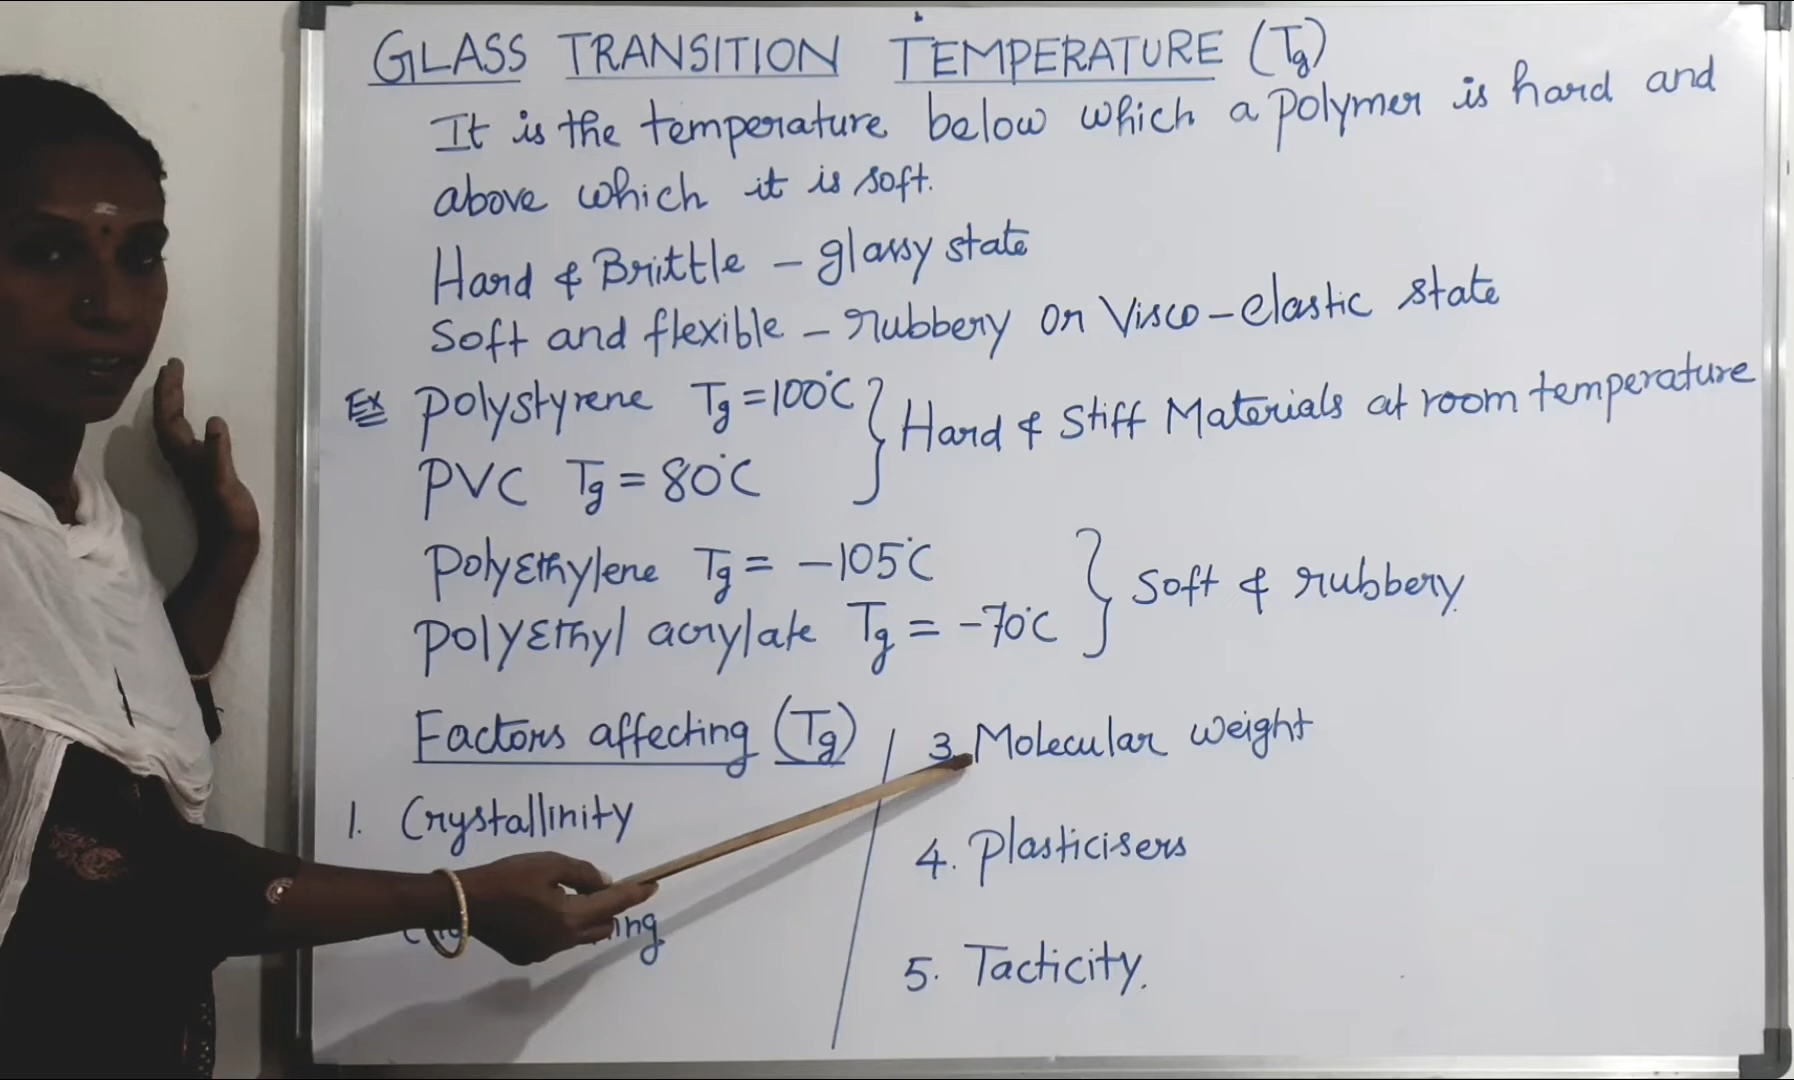 GLASS TRANSITION TEMPERATURE (Tg)
It is the temperature below which a polymer is hard and
above which it is soft.
Hard & Brittle - glassy state
Soft and flexible - rubbery or Visco-elastic state
Ex Polystyrene Tg = 100°C } Hard & Stiff Materials at room temperature
PVC Tg = 80°C
PolyEthylene Tg = -105°C } Soft & rubbery.
PolyEthyl acrylate Tg = -70°C
Factors affecting (Tg)
1. Crystallinity
3. Molecular weight
4. Plasticisers
5. Tacticity.